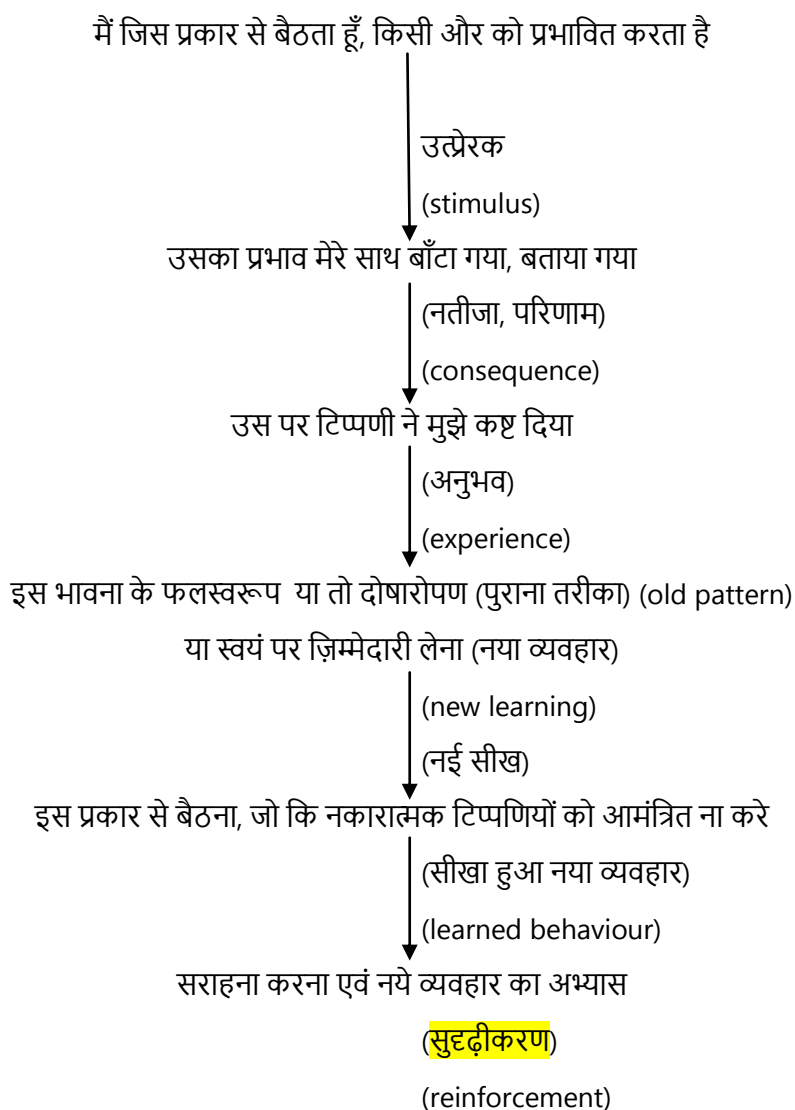 मैं जिस प्रकार से बैठता हूँ, किसी और को प्रभावित करता है
उत्प्रेरक
(stimulus)
उसका प्रभाव मेरे साथ बाँटा गया, बताया गया
(नतीजा, परिणाम)
(consequence)
उस पर टिप्पणी ने मुझे कष्ट दिया
(अनुभव)
(experience)
इस भावना के फलस्वरूप या तो दोषारोपण (पुराना तरीका) (old pattern)
या स्वयं पर ज़िम्मेदारी लेना (नया व्यवहार)
(new learning)
(नई सीख)
इस प्रकार से बैठना, जो कि नकारात्मक टिप्पणियों को आमंत्रित ना करे
(सीखा हुआ नया व्यवहार)
(learned behaviour)
सराहना करना एवं नये व्यवहार का अभ्यास
(सुदृढ़ीकरण)
(reinforcement)